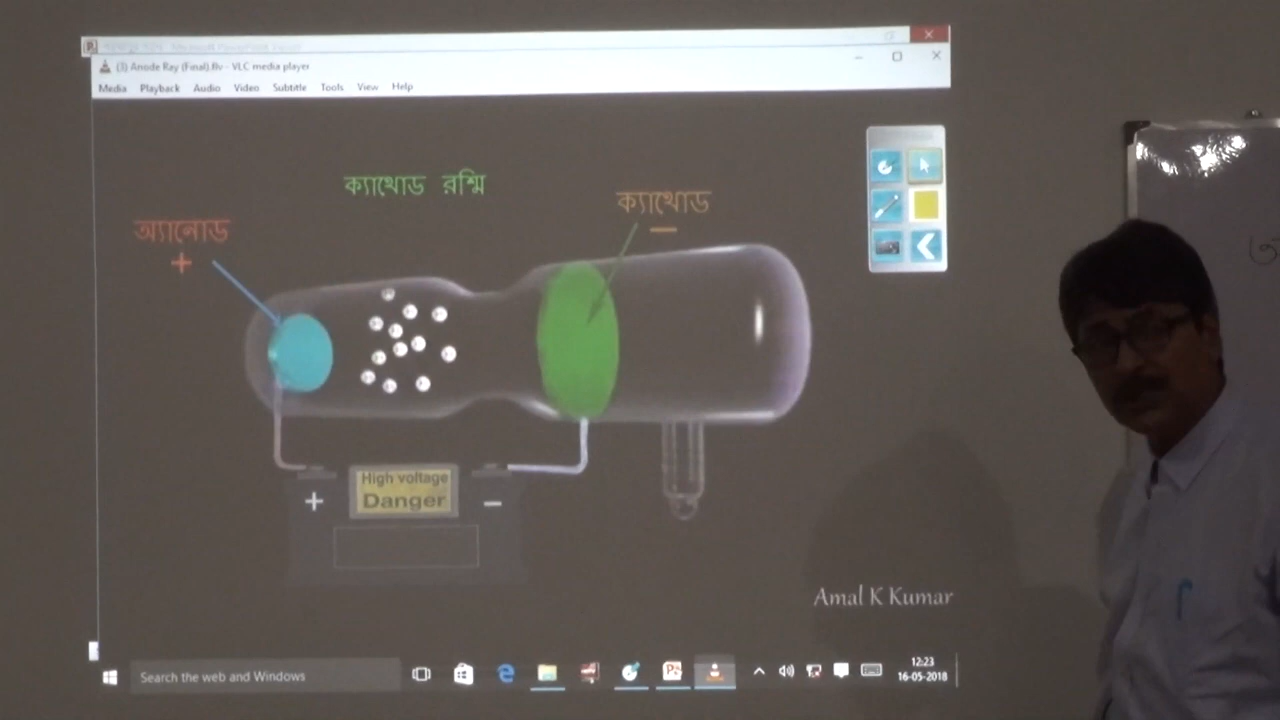 (3) Anode Ray (Final).flv - VLC media player
Media Playback Audio Video Subtitle Tools View Help
ক্যাথোড রশ্মি
ক্যাথোড
−
অ্যানোড
+
High voltage
Danger
+ −
Amal K Kumar
Search the web and Windows
12:23
16-05-2018